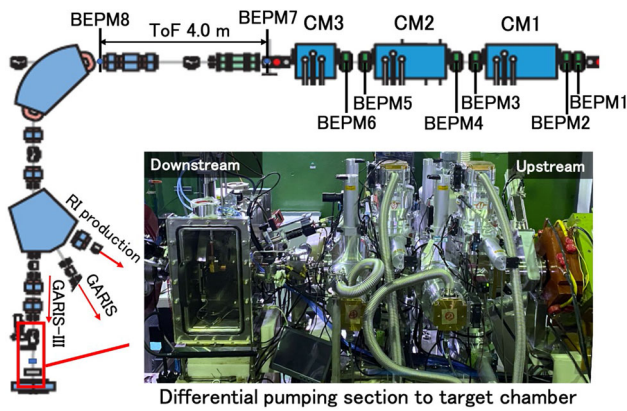 BEPM8
ToF 4.0 m
BEPM7
CM3
CM2
CM1
BEPM6
BEPM5
BEPM4
BEPM3
BEPM2
BEPM1
RI production
GARIS
GARIS-III
Downstream
Upstream
Differential pumping section to target chamber